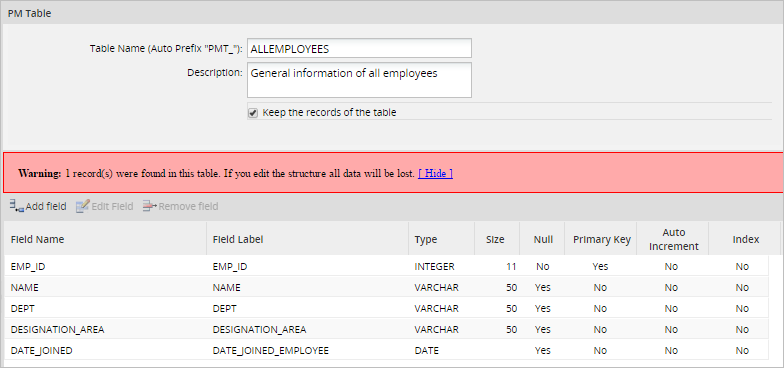 PM Table
Table Name (Auto Prefix "PMT_"): ALLEMPLOYEES
Description: General information of all employees
Keep the records of the table
Warning: 1 record(s) were found in this table. If you edit the structure all data will be lost. [ Hide ]
Add field Edit Field Remove field
Field Name Field Label Type Size Null Primary Key Auto Increment Index
EMP_ID EMP_ID INTEGER 11 No Yes No No
NAME NAME VARCHAR 50 Yes No No No
DEPT DEPT VARCHAR 50 Yes No No No
DESIGNATION_AREA DESIGNATION_AREA VARCHAR 50 Yes No No No
DATE_JOINED DATE_JOINED_EMPLOYEE DATE Yes No No No